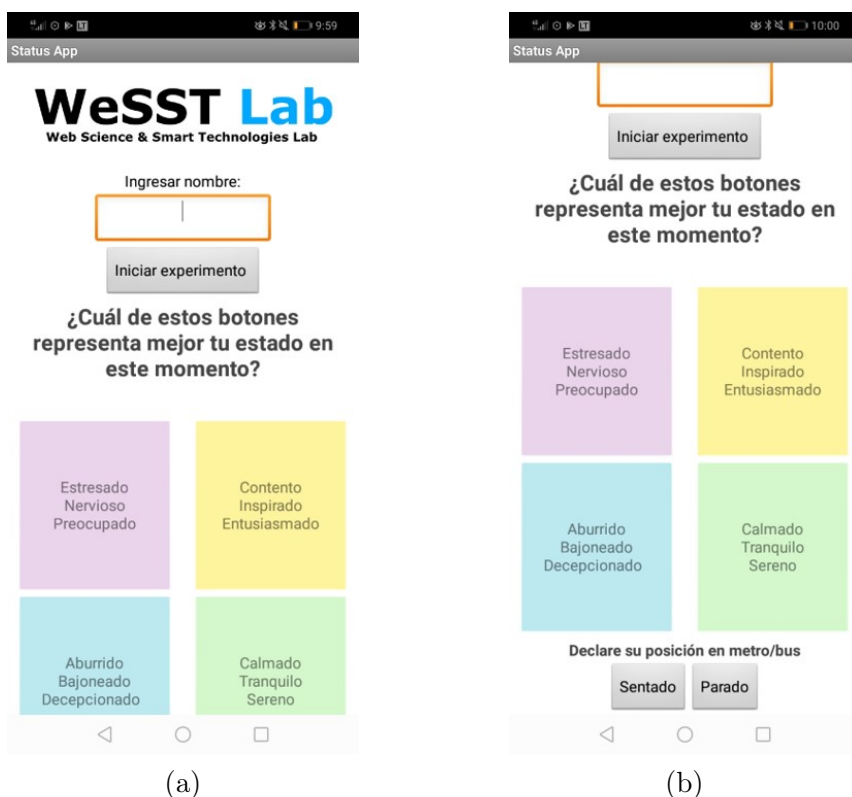 9:59
Status App
WeSST Lab
Web Science & Smart Technologies Lab
Ingresar nombre:
Iniciar experimento
¿Cuál de estos botones
representa mejor tu estado en
este momento?
Estresado
Nervioso
Preocupado
Contento
Inspirado
Entusiasmado
Aburrido
Bajoneado
Decepcionado
Calmado
Tranquilo
Sereno
(a)
10:00
Status App
Iniciar experimento
¿Cuál de estos botones
representa mejor tu estado en
este momento?
Estresado
Nervioso
Preocupado
Contento
Inspirado
Entusiasmado
Aburrido
Bajoneado
Decepcionado
Calmado
Tranquilo
Sereno
Declare su posición en metro/bus
Sentado Parado
(b)